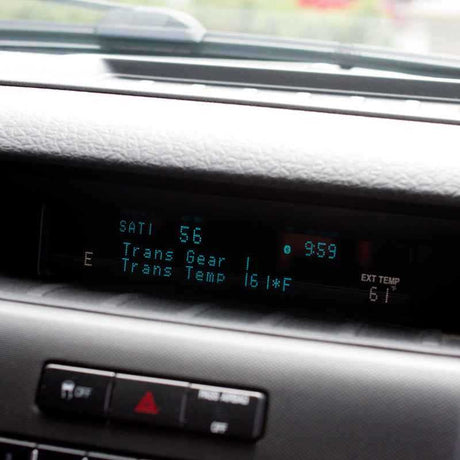 SAT1 56
9:59
Trans Gear 1
E
Trans Temp 161*F
EXT TEMP
61°F
OFF
PASS AIRBAG
OFF